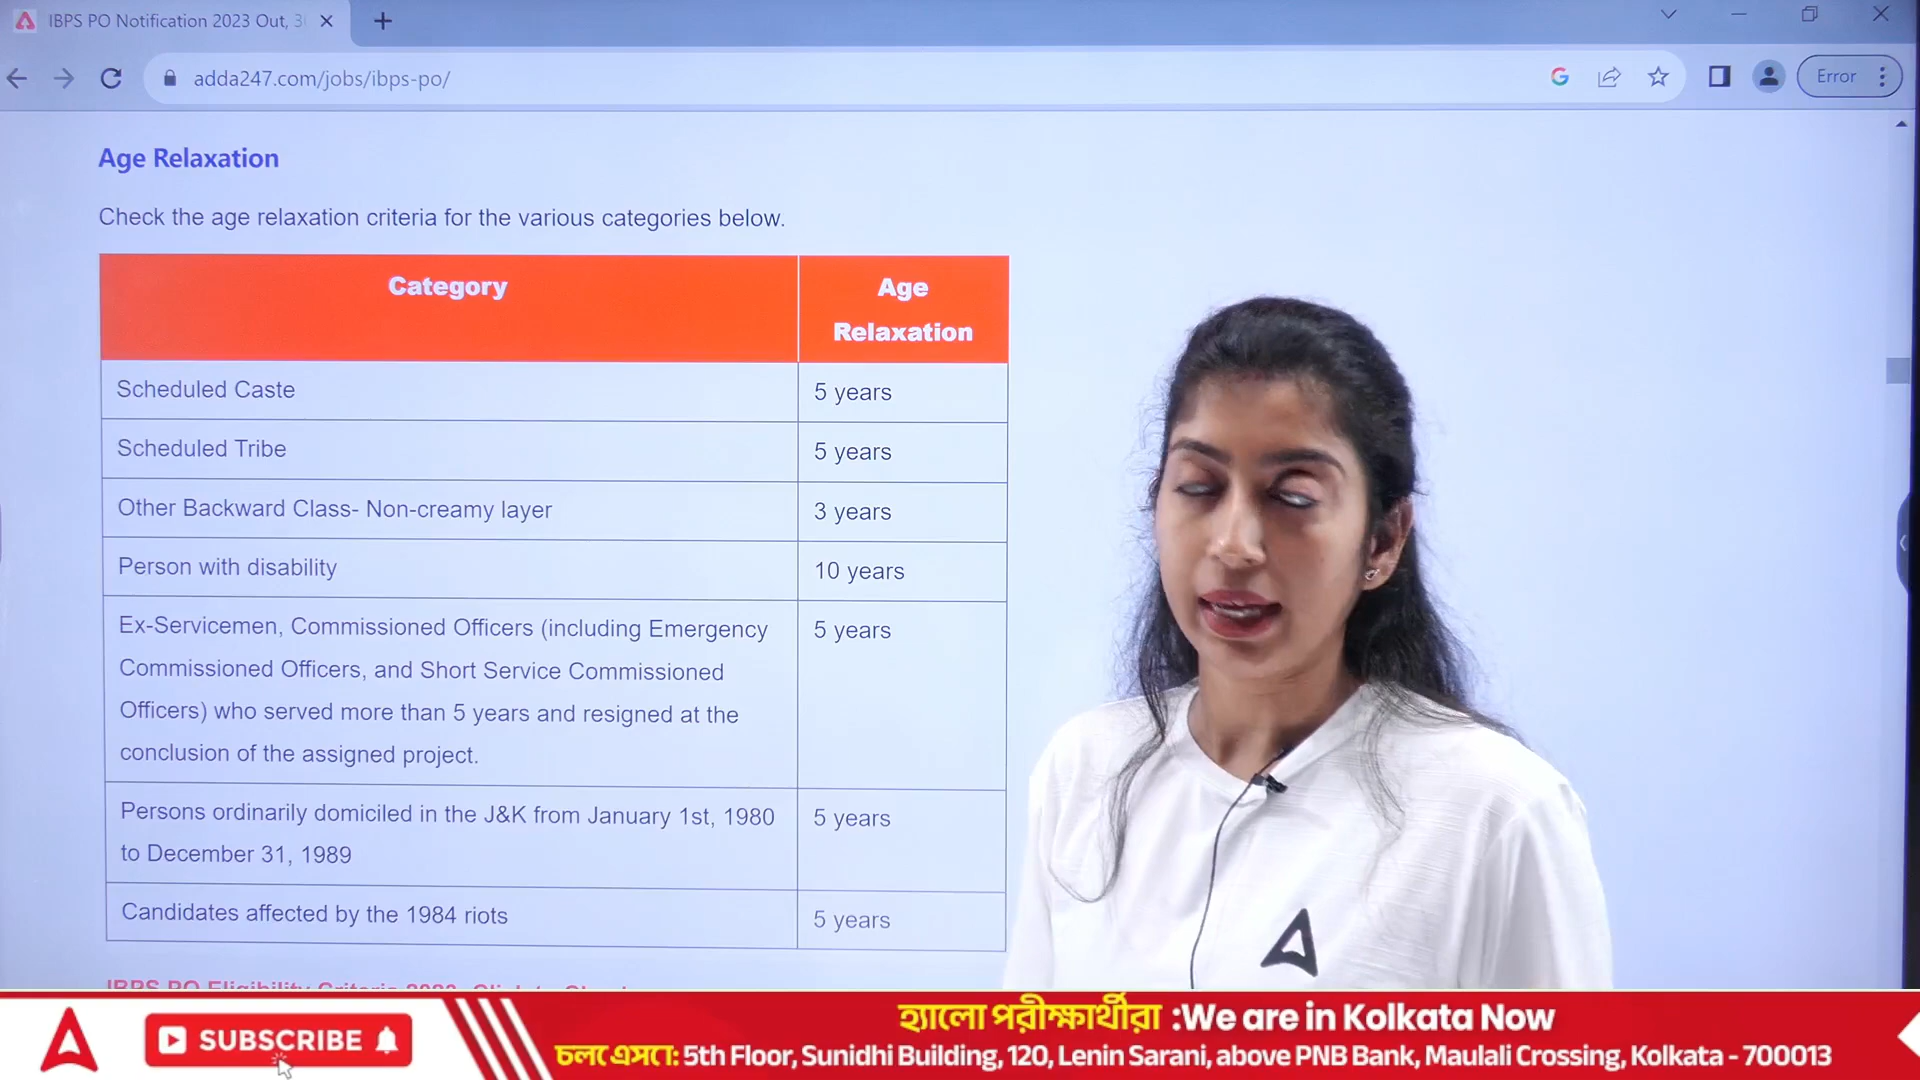 IBPS PO Notification 2023 Out, 3
adda247.com/jobs/ibps-po/
Error
Age Relaxation
Check the age relaxation criteria for the various categories below.
Category
Age
Relaxation
Scheduled Caste
5 years
Scheduled Tribe
5 years
Other Backward Class- Non-creamy layer
3 years
Person with disability
10 years
Ex-Servicemen, Commissioned Officers (including Emergency
Commissioned Officers, and Short Service Commissioned
Officers) who served more than 5 years and resigned at the
conclusion of the assigned project.
5 years
Persons ordinarily domiciled in the J&K from January 1st, 1980
to December 31, 1989
5 years
Candidates affected by the 1984 riots
5 years
IBPS PO Eligibility Criteria 2023
SUBSCRIBE
হ্যালো পরীক্ষার্থীরা :We are in Kolkata Now
চলে এসো: 5th Floor, Sunidhi Building, 120, Lenin Sarani, above PNB Bank, Maulali Crossing, Kolkata - 700013